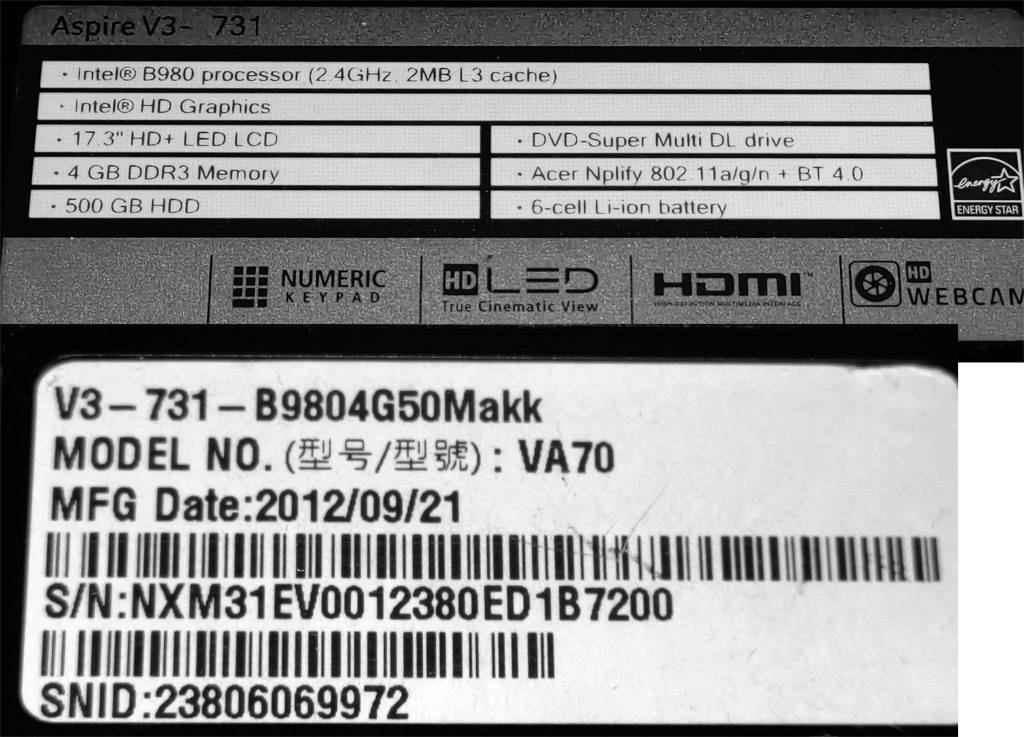 Aspire V3- 731
· Intel® B980 processor (2.4GHz, 2MB L3 cache)
· Intel® HD Graphics
· 17.3" HD+ LED LCD
· 4 GB DDR3 Memory
· 500 GB HDD
· DVD-Super Multi DL drive
· Acer Nplify 802.11a/g/n + BT 4.0
· 6-cell Li-ion battery
energy
ENERGY STAR
NUMERIC
KEYPAD
HD LED
True Cinematic View
HDMI™
HIGH-DEFINITION MULTIMEDIA INTERFACE
HD
WEBCAM
V3-731-B9804G50Makk
MODEL NO. (型号/型號) : VA70
MFG Date:2012/09/21
S/N:NXM31EV0012380ED1B7200
SNID:23806069972